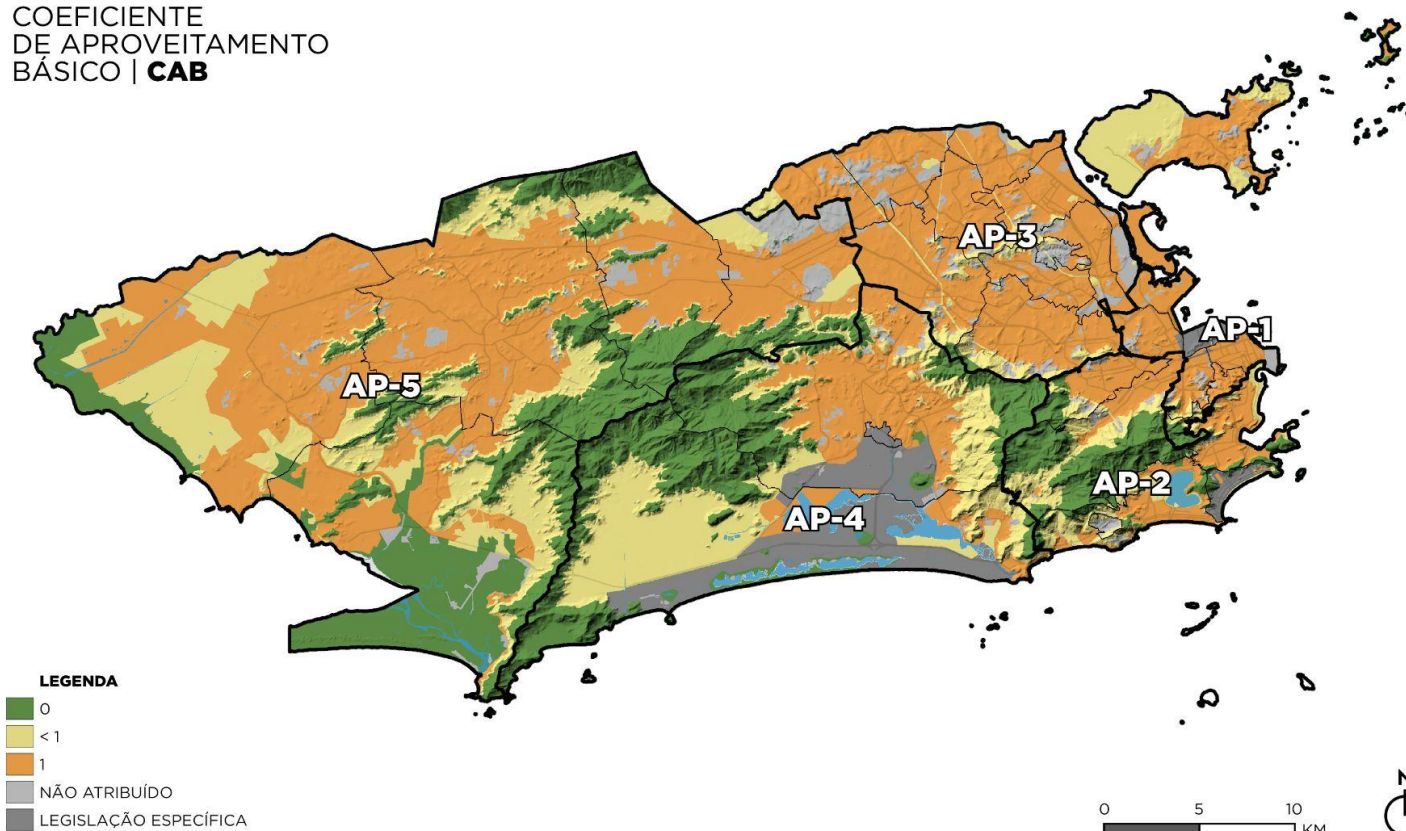 COEFICIENTE
DE APROVEITAMENTO
BÁSICO | CAB
AP-3
AP-1
AP-5
AP-2
AP-4
LEGENDA
0
< 1
1
NÃO ATRIBUÍDO
LEGISLAÇÃO ESPECÍFICA
0 5 10
KM
N